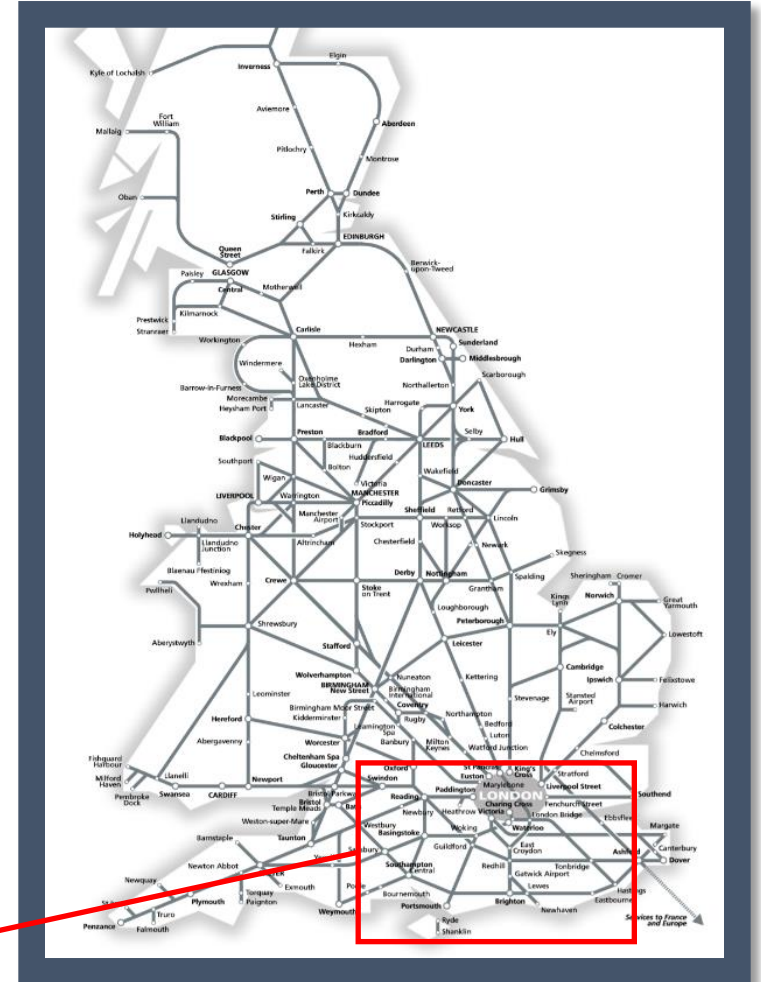 Elgin
Inverness
Kyle of Lochalsh
Aviemore
Fort
William
Aberdeen
Mallaig
Pitlochry
Montrose
Perth
Dundee
Oban
Stirling
Kirkcaldy
EDINBURGH
Queen
Street
Falkirk
Berwick-
upon-Tweed
Paisley
GLASGOW
Central
Motherwell
Prestwick
Kilmarnock
Stranraer
Carlisle
NEWCASTLE
Workington
Hexham
Sunderland
Durham
Darlington
Middlesbrough
Windermere
Scarborough
Oxenholme
Lake District
Northallerton
Barrow-in-Furness
Morecambe
Heysham Port
Lancaster
Harrogate
York
Skipton
Blackpool
Preston
Bradford
LEEDS
Selby
Hull
Blackburn
Huddersfield
Southport
Bolton
Wakefield
Wigan
Victoria
MANCHESTER
Piccadilly
Doncaster
Grimsby
LIVERPOOL
Warrington
Manchester
Airport
Sheffield
Retford
Lincoln
Llandudno
Stockport
Worksop
Holyhead
Chester
Llandudno
Junction
Altrincham
Chesterfield
Newark
Skegness
Blaenau Ffestiniog
Derby
Nottingham
Pwllheli
Wrexham
Crewe
Stoke
on Trent
Grantham
Spalding
Sheringham
Cromer
Kings
Lynn
Norwich
Great
Yarmouth
Loughborough
Shrewsbury
Peterborough
Ely
Lowestoft
Aberystwyth
Stafford
Leicester
Wolverhampton
Cambridge
BIRMINGHAM
New Street
Nuneaton
Kettering
Birmingham
International
Ipswich
Felixstowe
Leominster
Coventry
Stevenage
Stansted
Airport
Birmingham Moor Street
Rugby
Northampton
Harwich
Hereford
Kidderminster
Leamington
Spa
Bedford
Colchester
Abergavenny
Worcester
Banbury
Milton
Keynes
Luton
Watford Junction
Chelmsford
Fishguard
Harbour
Cheltenham Spa
Gloucester
Oxford
St Pancras
King's
Cross
Euston
Stratford
Milford
Haven
Llanelli
Newport
Swindon
Marylebone
Liverpool Street
Pembroke
Dock
Swansea
CARDIFF
Bristol Parkway
Reading
Paddington
LONDON
Southend
Bristol
Temple Meads
Bath
Newbury
Charing Cross
Fenchurch Street
Heathrow
Victoria
London Bridge
Ebbsfleet
Weston-super-Mare
Westbury
Basingstoke
Woking
Waterloo
Margate
Barnstaple
Taunton
Guildford
East
Croydon
Canterbury
Ashford
Newton Abbot
Southampton
Central
Redhill
Tonbridge
Dover
Newquay
Exmouth
Gatwick Airport
Bournemouth
Lewes
Hastings
Plymouth
Torquay
Paignton
Weymouth
Portsmouth
Brighton
Newhaven
Eastbourne
Truro
Penzance
Falmouth
Ryde
Shanklin
Services to France
and Europe